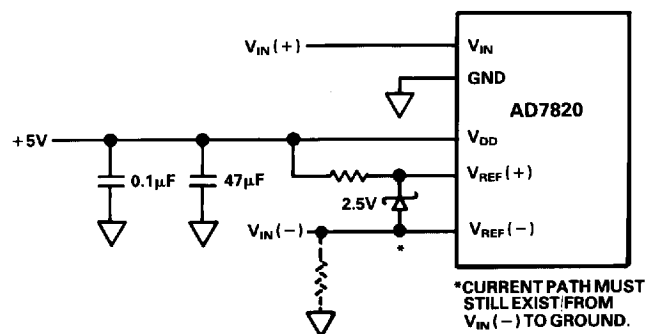 V_IN(+)
V_IN
GND
AD7820
+5V
V_DD
0.1µF
47µF
V_REF(+)
2.5V
V_IN(−)
V_REF(−)
*
*CURRENT PATH MUST
STILL EXIST FROM
V_IN(−) TO GROUND.